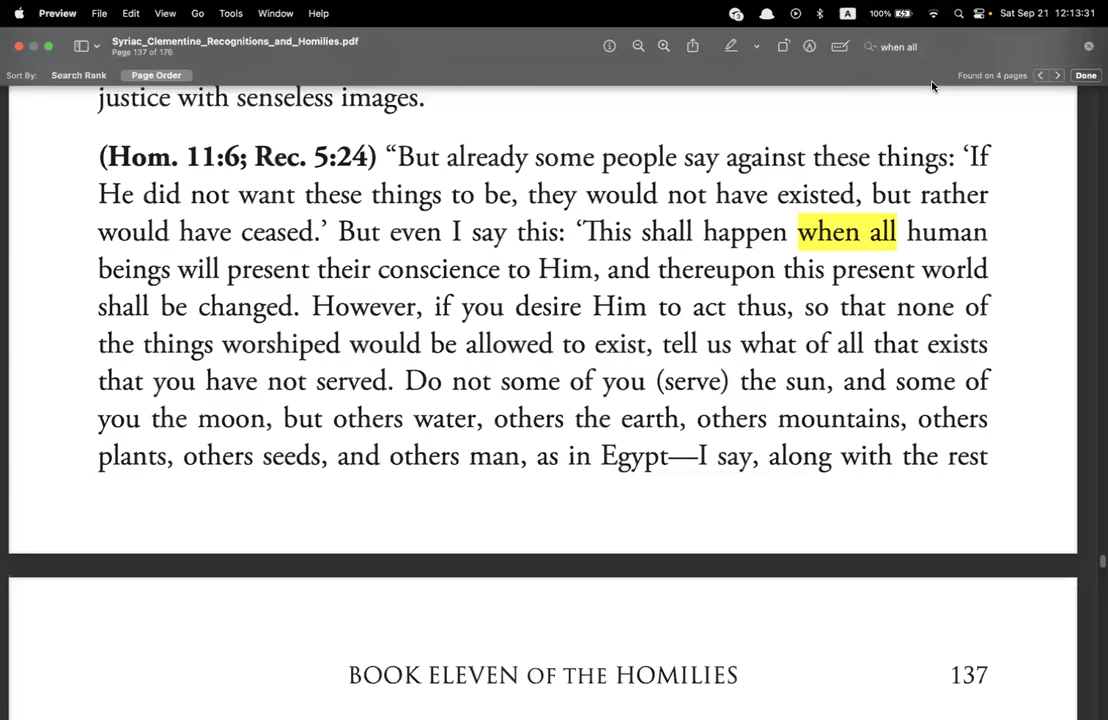 Preview File Edit View Go Tools Window Help
3 A 100% Sat Sep 21 12:13:31
Syriac_Clementine_Recognitions_and_Homilies.pdf
Page 137 of 176
when all
Sort By: Search Rank Page Order
Found on 4 pages Done
justice with senseless images.
(Hom. 11:6; Rec. 5:24) “But already some people say against these things: ‘If
He did not want these things to be, they would not have existed, but rather
would have ceased.’ But even I say this: ‘This shall happen when all human
beings will present their conscience to Him, and thereupon this present world
shall be changed. However, if you desire Him to act thus, so that none of
the things worshiped would be allowed to exist, tell us what of all that exists
that you have not served. Do not some of you (serve) the sun, and some of
you the moon, but others water, others the earth, others mountains, others
plants, others seeds, and others man, as in Egypt—I say, along with the rest
BOOK ELEVEN OF THE HOMILIES 137